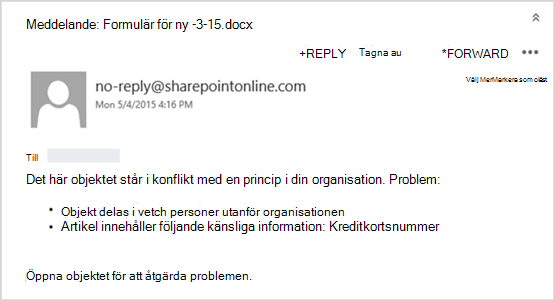 Meddelande: Formulär för ny -3-15.docx
+REPLY Tagna au *FORWARD
no-reply@sharepointonline.com
Välj MerMarkera som oläst
Mon 5/4/2015 4:16 PM
Till
Det här objektet står i konflikt med en princip i din organisation. Problem:
• Objekt delas i vetch personer utanför organisationen
• Artikel innehåller följande känsliga information: Kreditkortsnummer
Öppna objektet för att åtgärda problemen.